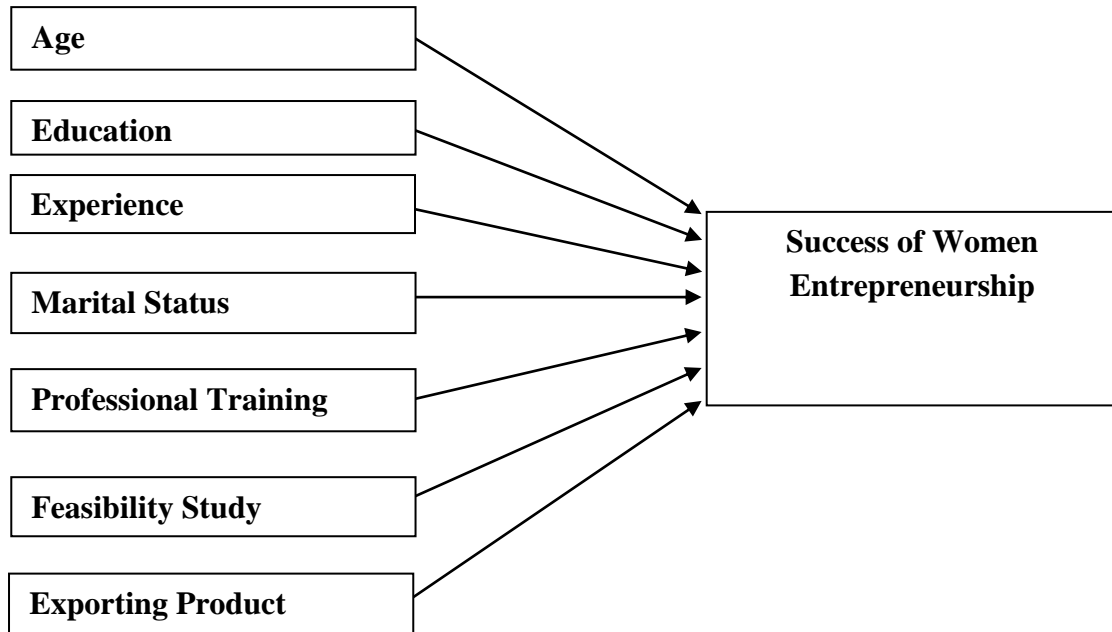 Age
Education
Experience
Marital Status
Professional Training
Feasibility Study
Exporting Product
Success of Women
Entrepreneurship